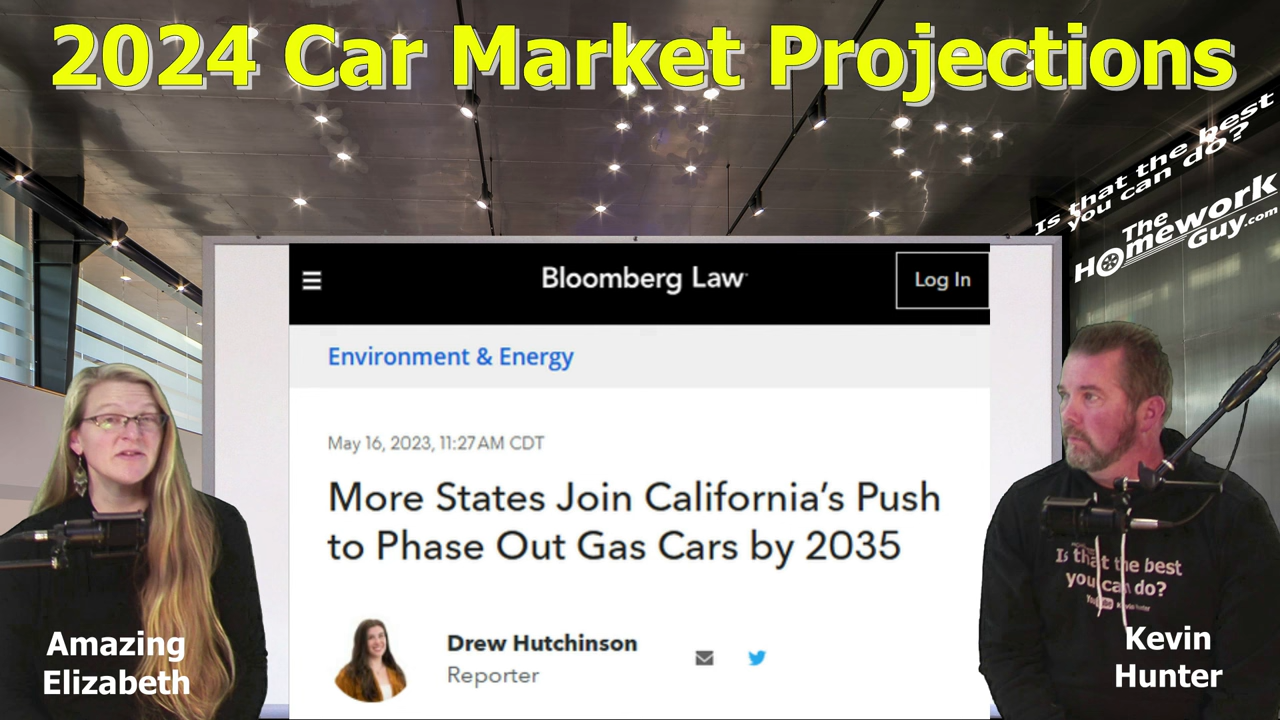 2024 Car Market Projections
Is that the best
you can do?
The
Homework
Guy.com
Bloomberg Law
Log In
Environment & Energy
May 16, 2023, 11:27AM CDT
More States Join California's Push
to Phase Out Gas Cars by 2035
Drew Hutchinson
Reporter
Amazing
Elizabeth
Is that the best
you can do?
Kevin
Hunter